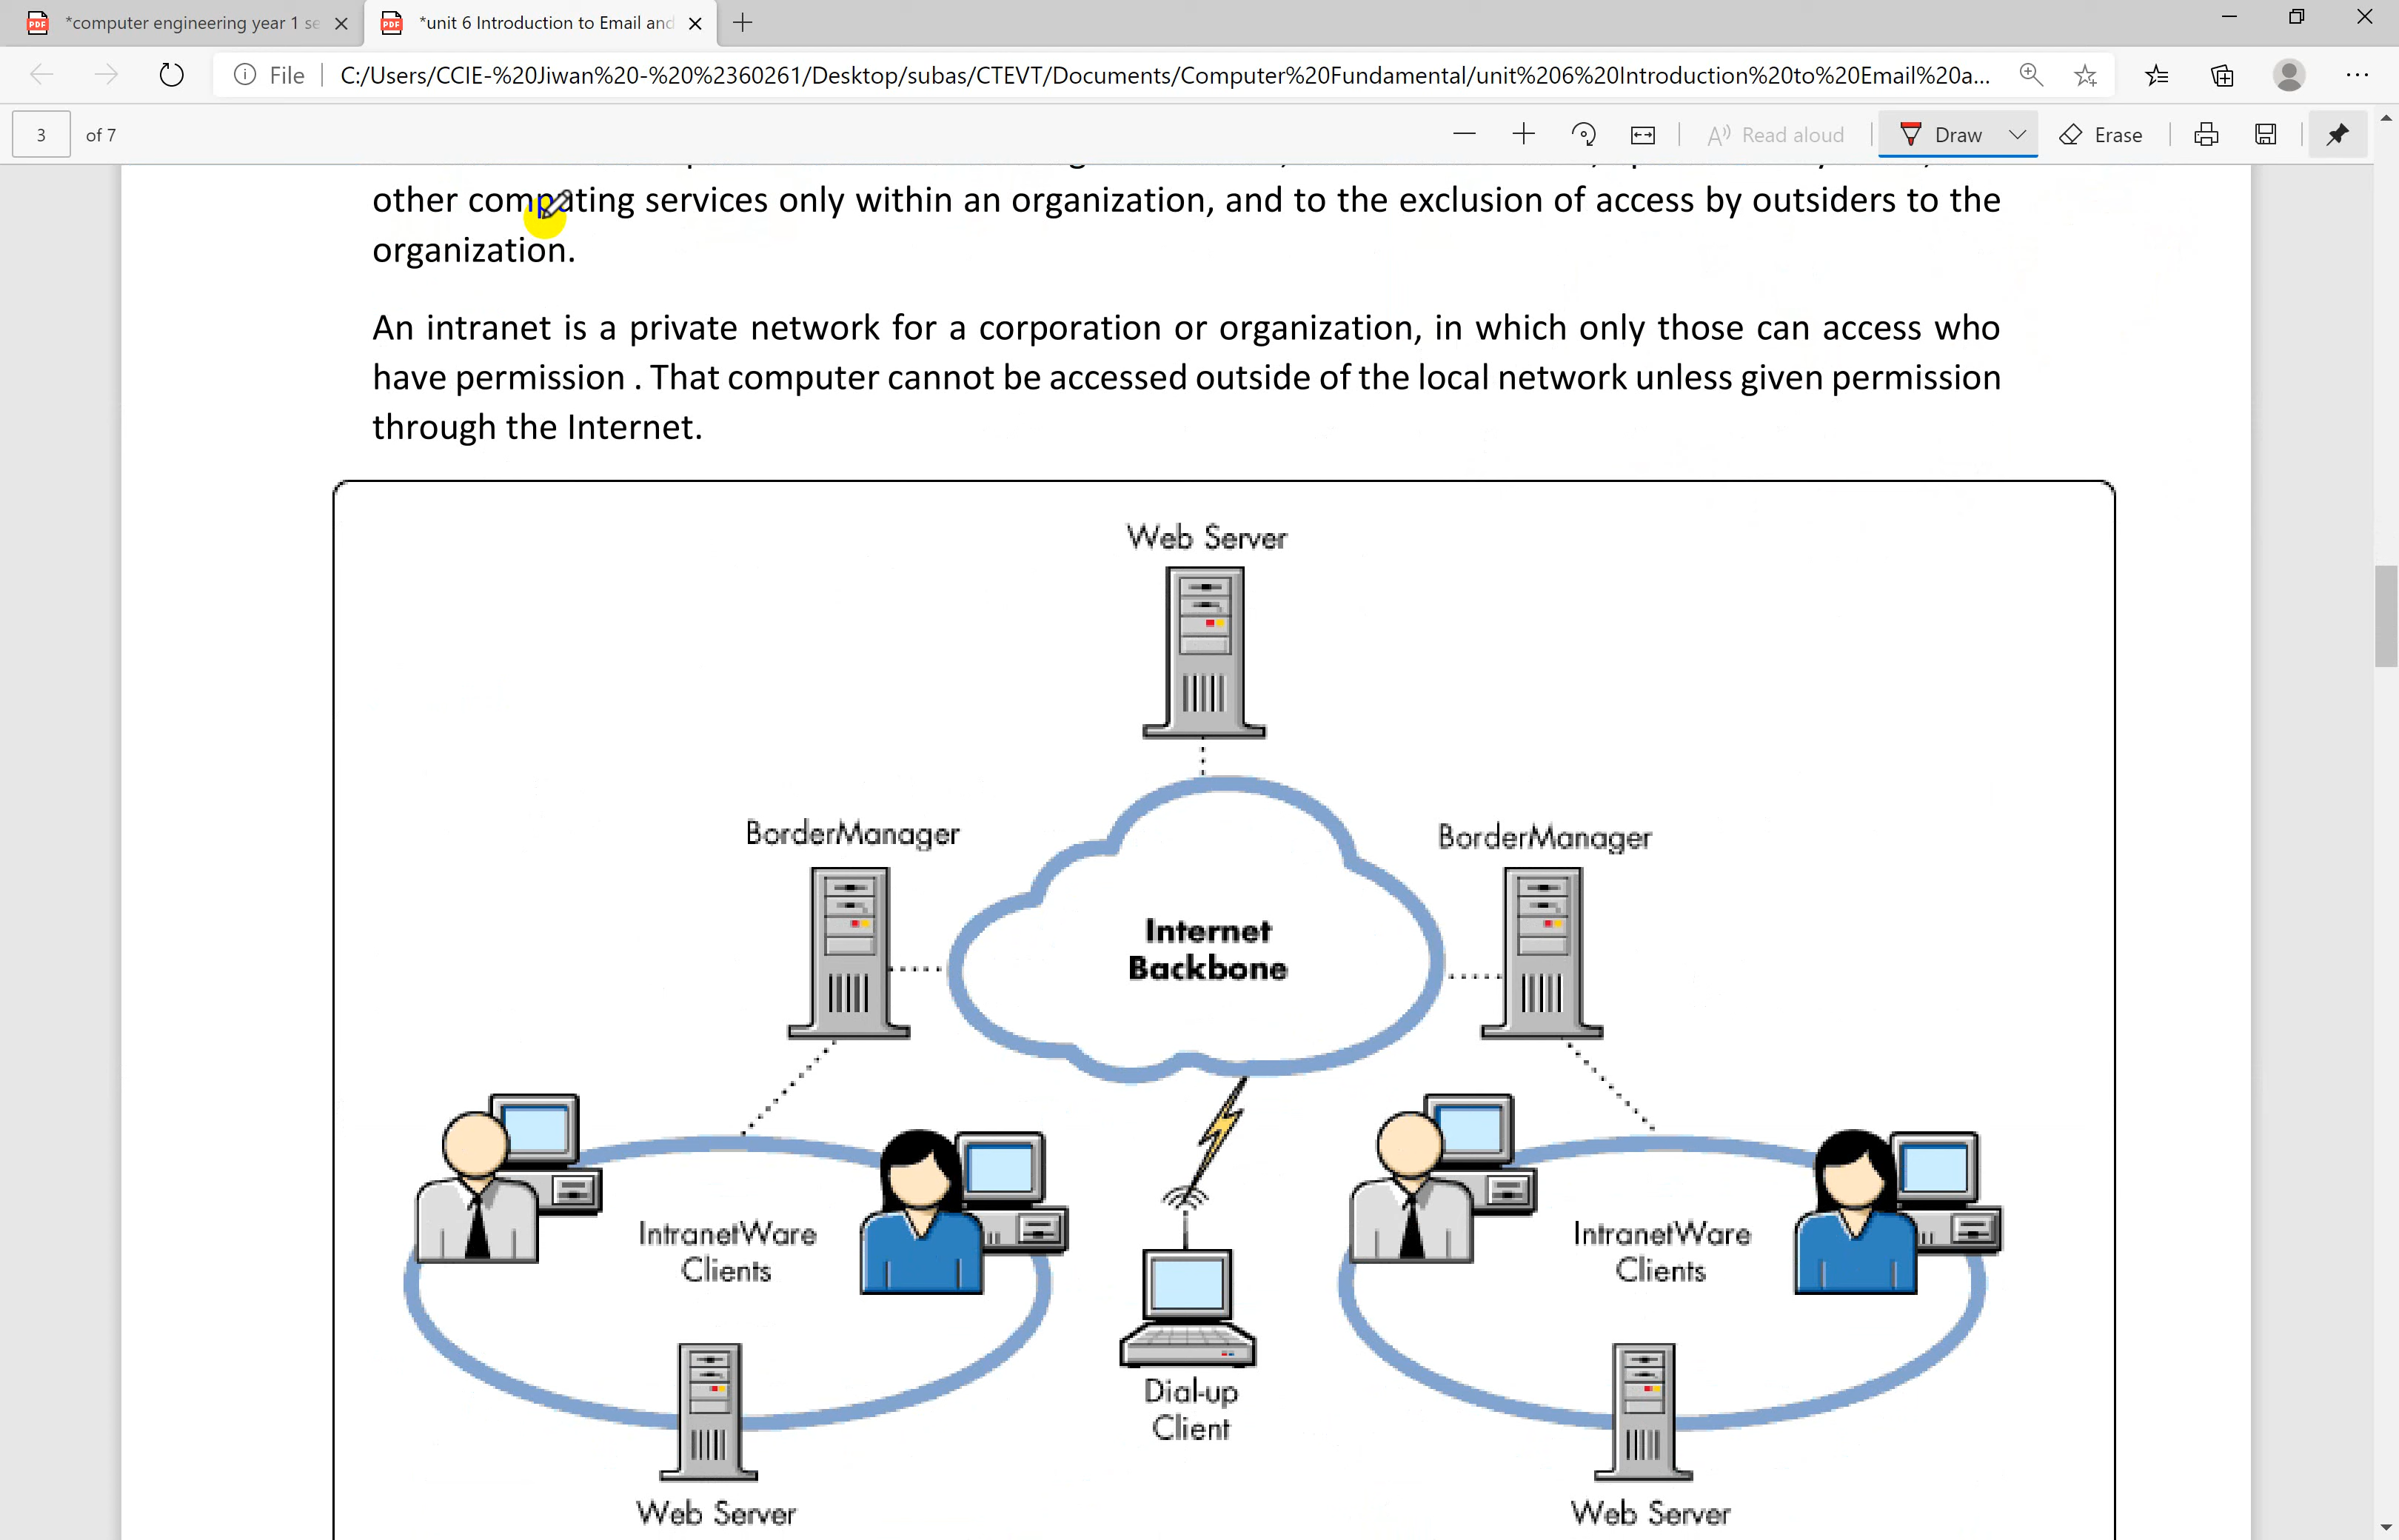 *computer engineering year 1 se
*unit 6 Introduction to Email and
File
C:/Users/CCIE-%20Jiwan%20-%20%2360261/Desktop/subas/CTEVT/Documents/Computer%20Fundamental/unit%206%20Introduction%20to%20Email%20a...
3 of 7
Read aloud
Draw
Erase
other computing services only within an organization, and to the exclusion of access by outsiders to the
organization.
An intranet is a private network for a corporation or organization, in which only those can access who
have permission . That computer cannot be accessed outside of the local network unless given permission
through the Internet.
Web Server
BorderManager
BorderManager
Internet
Backbone
IntranetWare
Clients
IntranetWare
Clients
Dial-up
Client
Web Server
Web Server